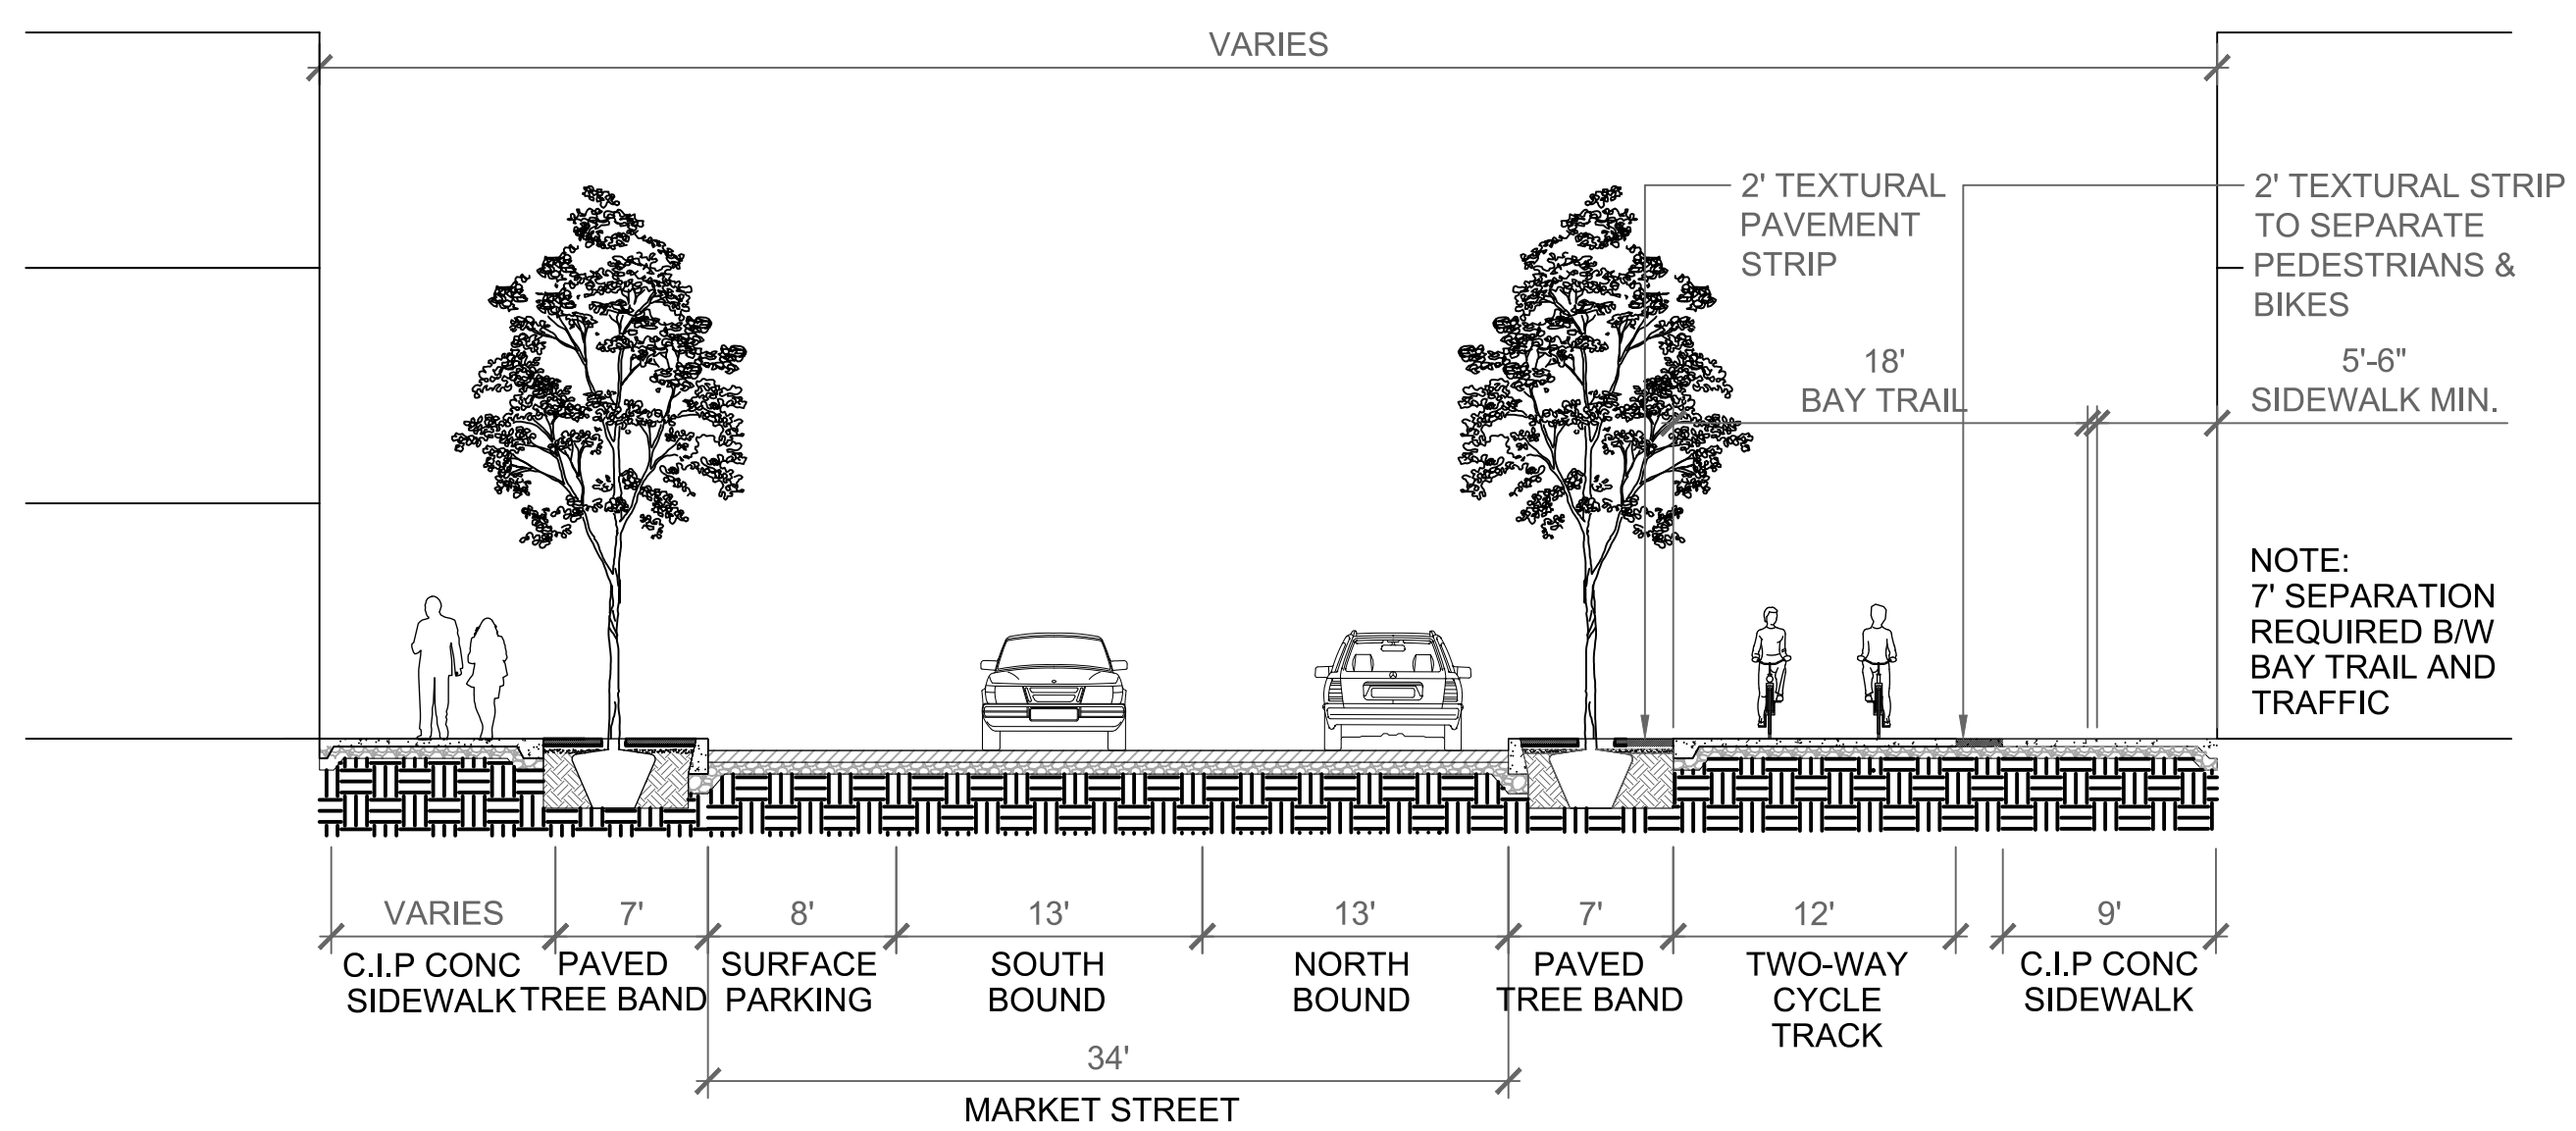 VARIES
2' TEXTURAL
PAVEMENT
STRIP
2' TEXTURAL STRIP
TO SEPARATE
PEDESTRIANS &
BIKES
18'
BAY TRAIL
5'-6"
SIDEWALK MIN.
NOTE:
7' SEPARATION
REQUIRED B/W
BAY TRAIL AND
TRAFFIC
VARIES
C.I.P CONC
SIDEWALK
7'
PAVED
TREE BAND
8'
SURFACE
PARKING
13'
SOUTH
BOUND
13'
NORTH
BOUND
7'
PAVED
TREE BAND
12'
TWO-WAY
CYCLE
TRACK
9'
C.I.P CONC
SIDEWALK
34'
MARKET STREET